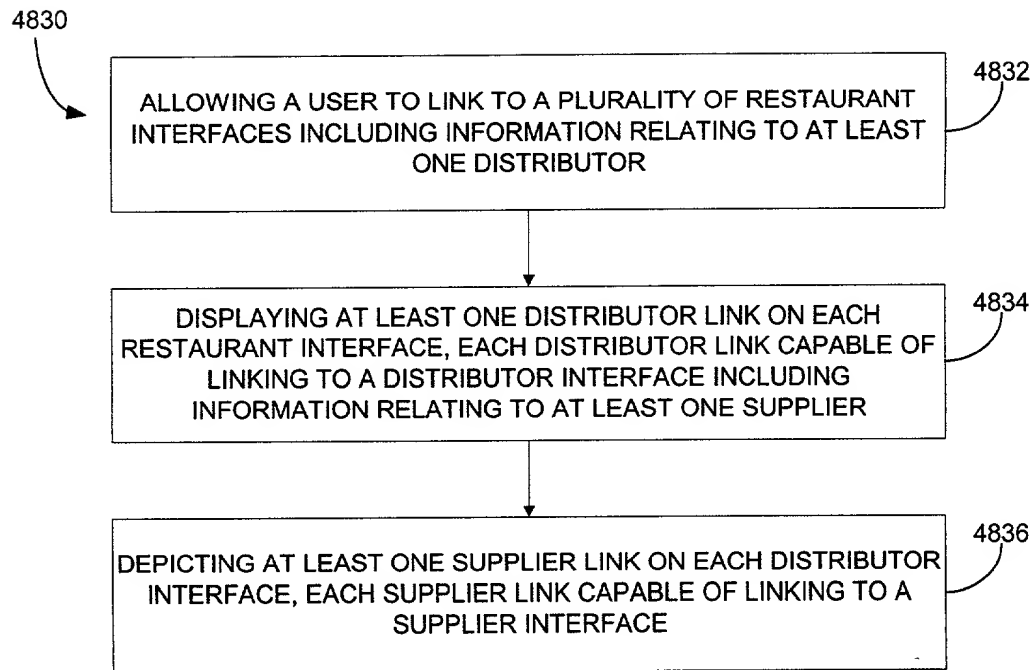 4830
4832
ALLOWING A USER TO LINK TO A PLURALITY OF RESTAURANT
INTERFACES INCLUDING INFORMATION RELATING TO AT LEAST
ONE DISTRIBUTOR
4834
DISPLAYING AT LEAST ONE DISTRIBUTOR LINK ON EACH
RESTAURANT INTERFACE, EACH DISTRIBUTOR LINK CAPABLE OF
LINKING TO A DISTRIBUTOR INTERFACE INCLUDING
INFORMATION RELATING TO AT LEAST ONE SUPPLIER
4836
DEPICTING AT LEAST ONE SUPPLIER LINK ON EACH DISTRIBUTOR
INTERFACE, EACH SUPPLIER LINK CAPABLE OF LINKING TO A
SUPPLIER INTERFACE